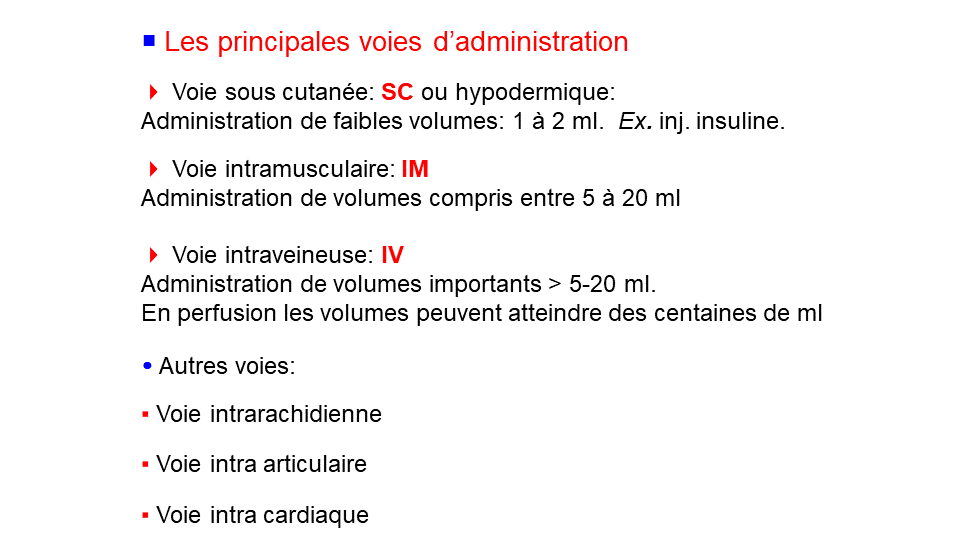 Les principales voies d’administration
Voie sous cutanée: SC ou hypodermique:
Administration de faibles volumes: 1 à 2 ml. Ex. inj. insuline.
Voie intramusculaire: IM
Administration de volumes compris entre 5 à 20 ml
Voie intraveineuse: IV
Administration de volumes importants > 5-20 ml.
En perfusion les volumes peuvent atteindre des centaines de ml
• Autres voies:
▪ Voie intrarachidienne
▪ Voie intra articulaire
▪ Voie intra cardiaque